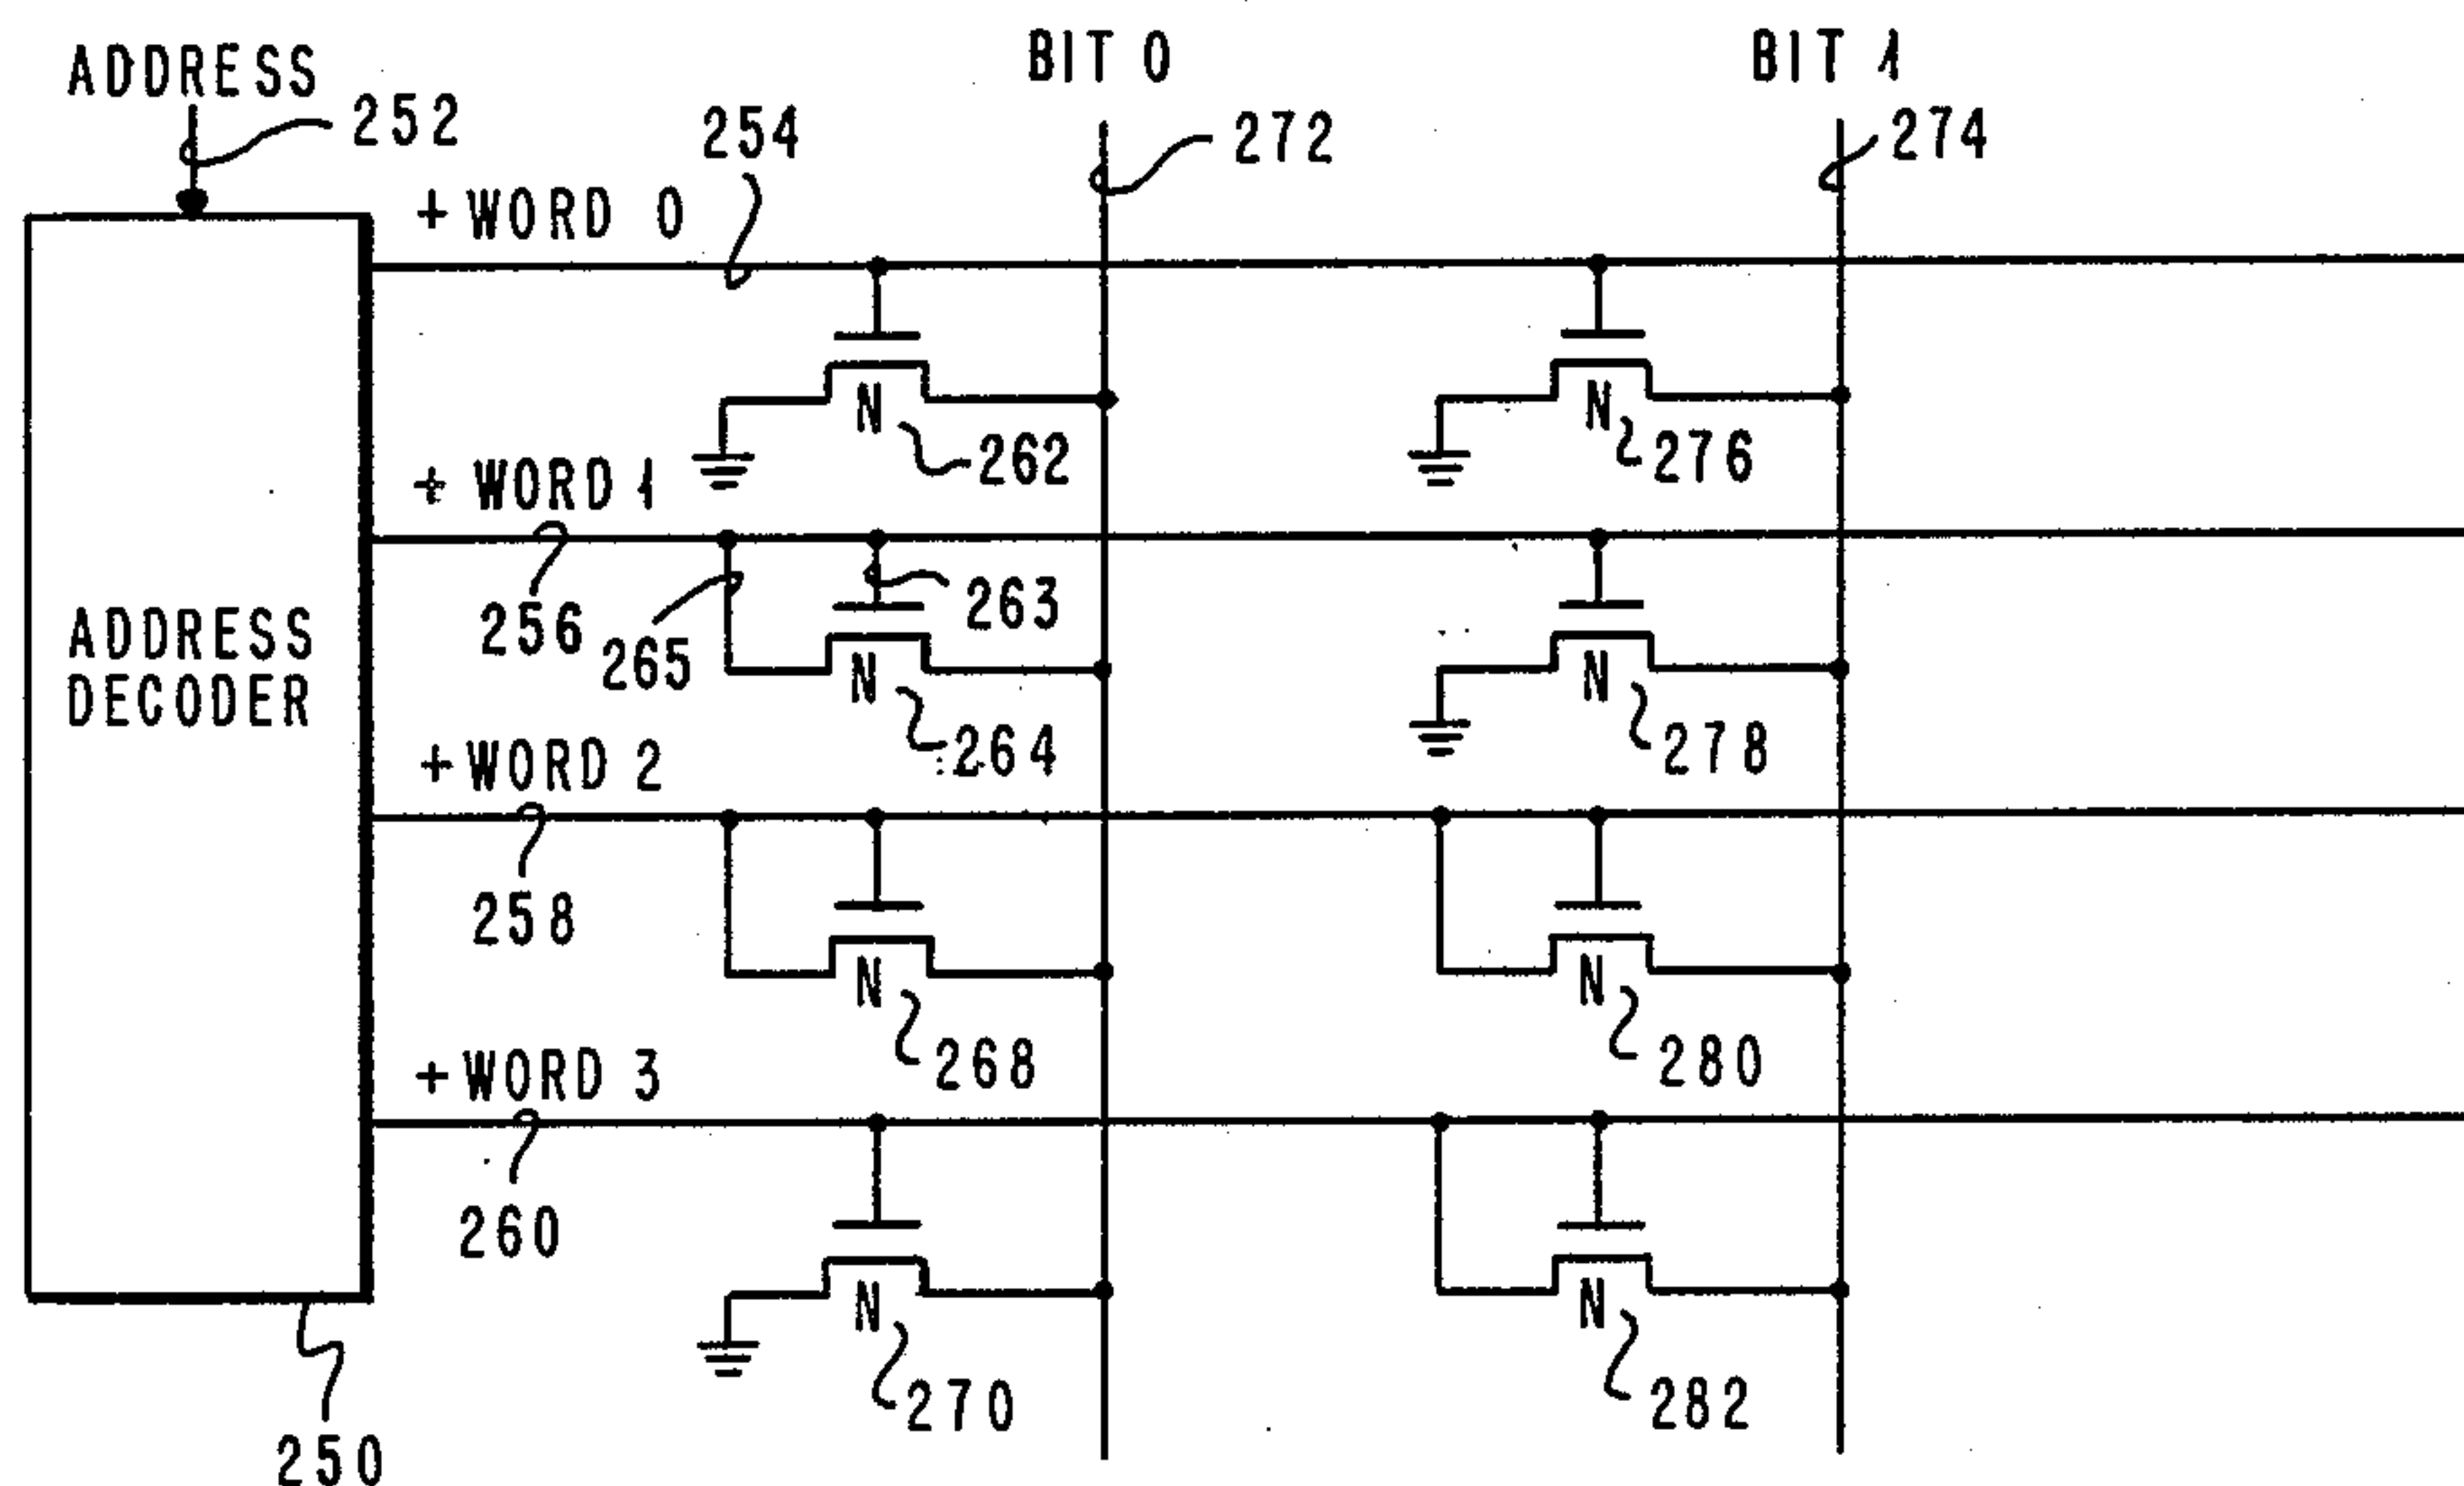 ADDRESS
252
254
BIT 0
272
BIT 1
274
+ WORD 0
N
262
N
276
+ WORD 1
256
265
263
N
264
N
278
ADDRESS
DECODER
+ WORD 2
258
N
268
N
280
+ WORD 3
260
N
270
N
282
250